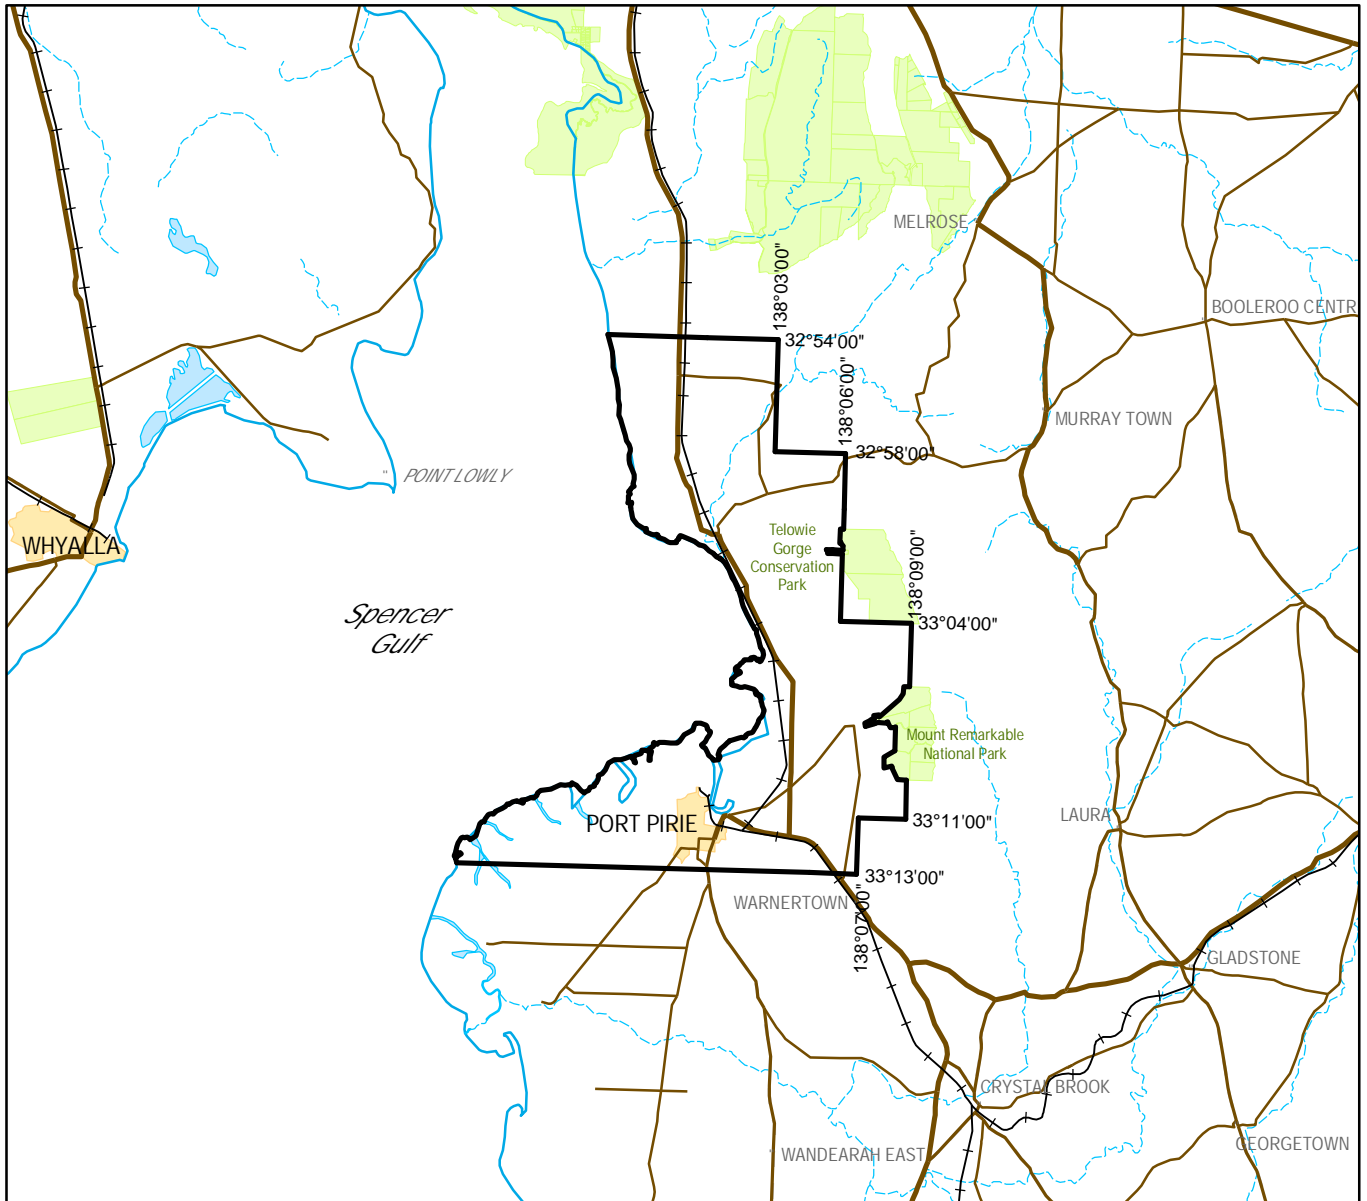 MELROSE
138°03'00"
BOOLEROO CENTR
32°54'00"
138°06'00"
MURRAY TOWN
32°58'00"
POINT LOWLY
WHYALLA
Telowie
Gorge
Conservation
Park
138°09'00"
Spencer
Gulf
33°04'00"
Mount Remarkable
National Park
PORT PIRIE
33°11'00"
LAURA
33°13'00"
WARNERTOWN
138°07'00"
GLADSTONE
CRYSTAL BROOK
WANDEARAH EAST
GEORGETOWN